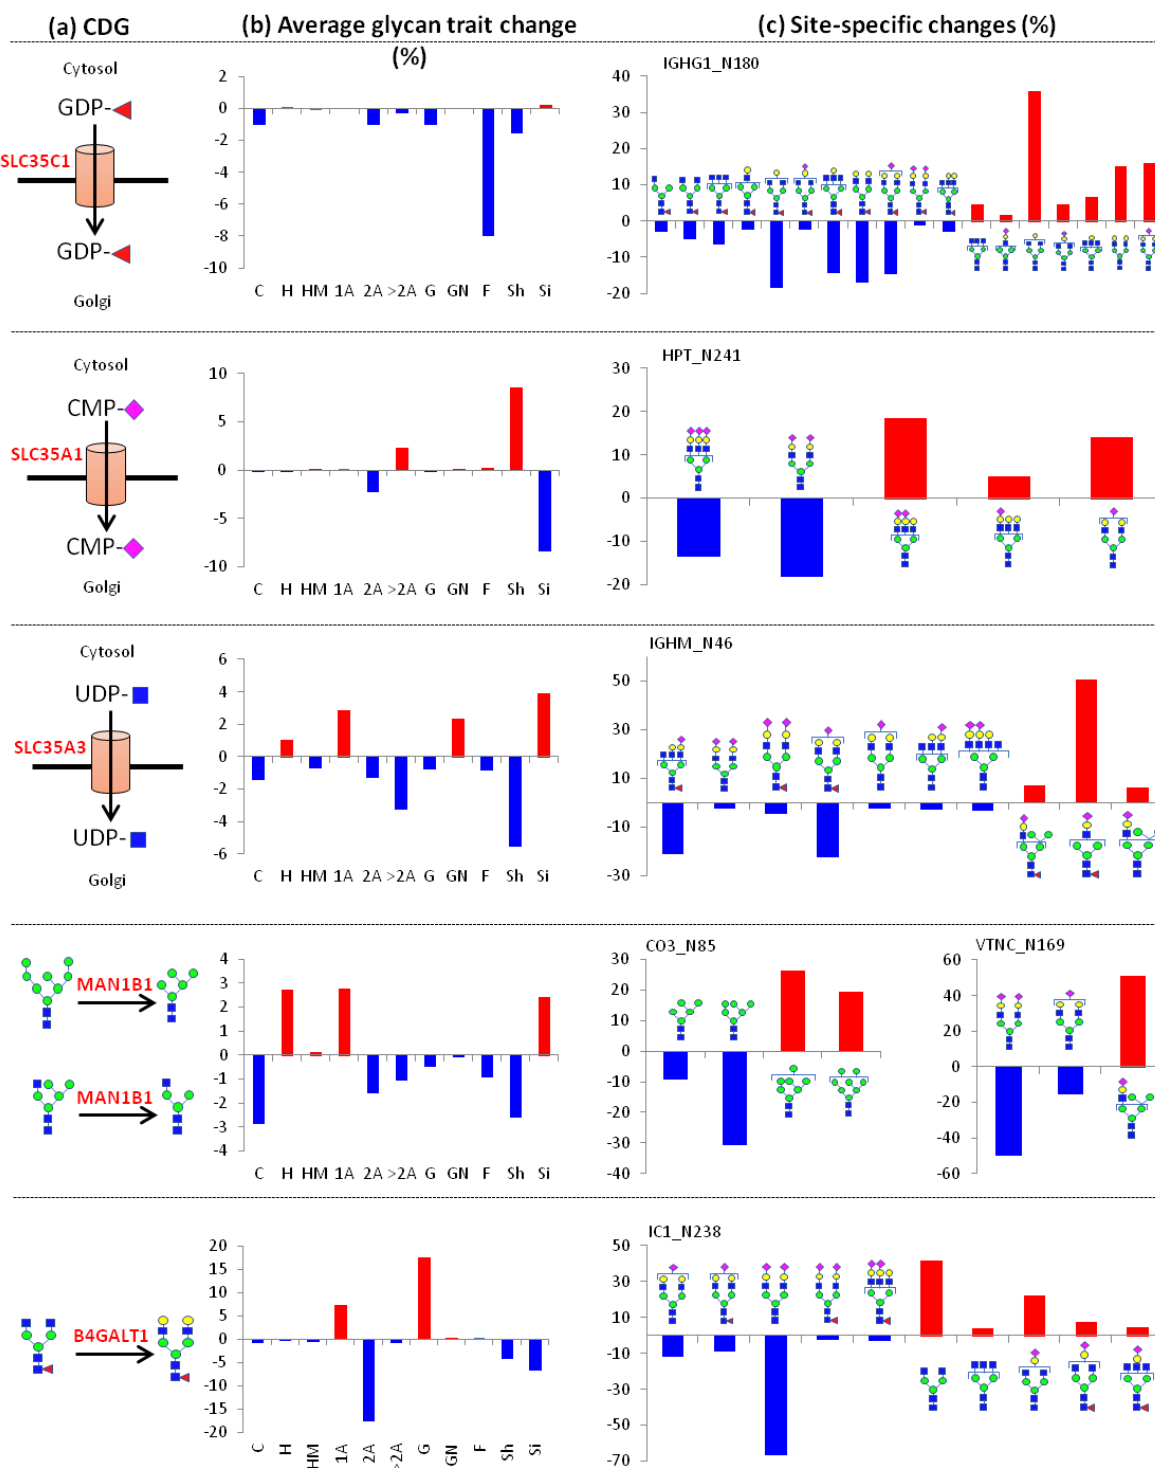 (a) CDG
(b) Average glycan trait change
(%)
(c) Site-specific changes (%)
Cytosol
GDP-
SLC35C1
GDP-
Golgi
2
0
-2
-4
-6
-8
-10
C H HM 1A 2A >2A G GN F Sh Si
IGHG1_N180
40
30
20
10
0
-10
-20
Cytosol
CMP-
SLC35A1
CMP-
Golgi
10
5
0
-5
-10
C H HM 1A 2A >2A G GN F Sh Si
HPT_N241
30
20
10
0
-10
-20
Cytosol
UDP-
SLC35A3
UDP-
Golgi
6
4
2
0
-2
-4
-6
C H HM 1A 2A >2A G GN F Sh Si
IGHM_N46
50
30
10
-10
-30
MAN1B1
MAN1B1
4
3
2
1
0
-1
-2
-3
-4
C H HM 1A 2A >2A G GN F Sh Si
CO3_N85
30
20
10
0
-10
-20
-30
-40
VTNC_N169
60
40
20
0
-20
-40
-60
B4GALT1
20
15
10
5
0
-5
-10
-15
-20
C H HM 1A 2A >2A G GN F Sh Si
IC1_N238
50
30
10
-10
-30
-50
-70